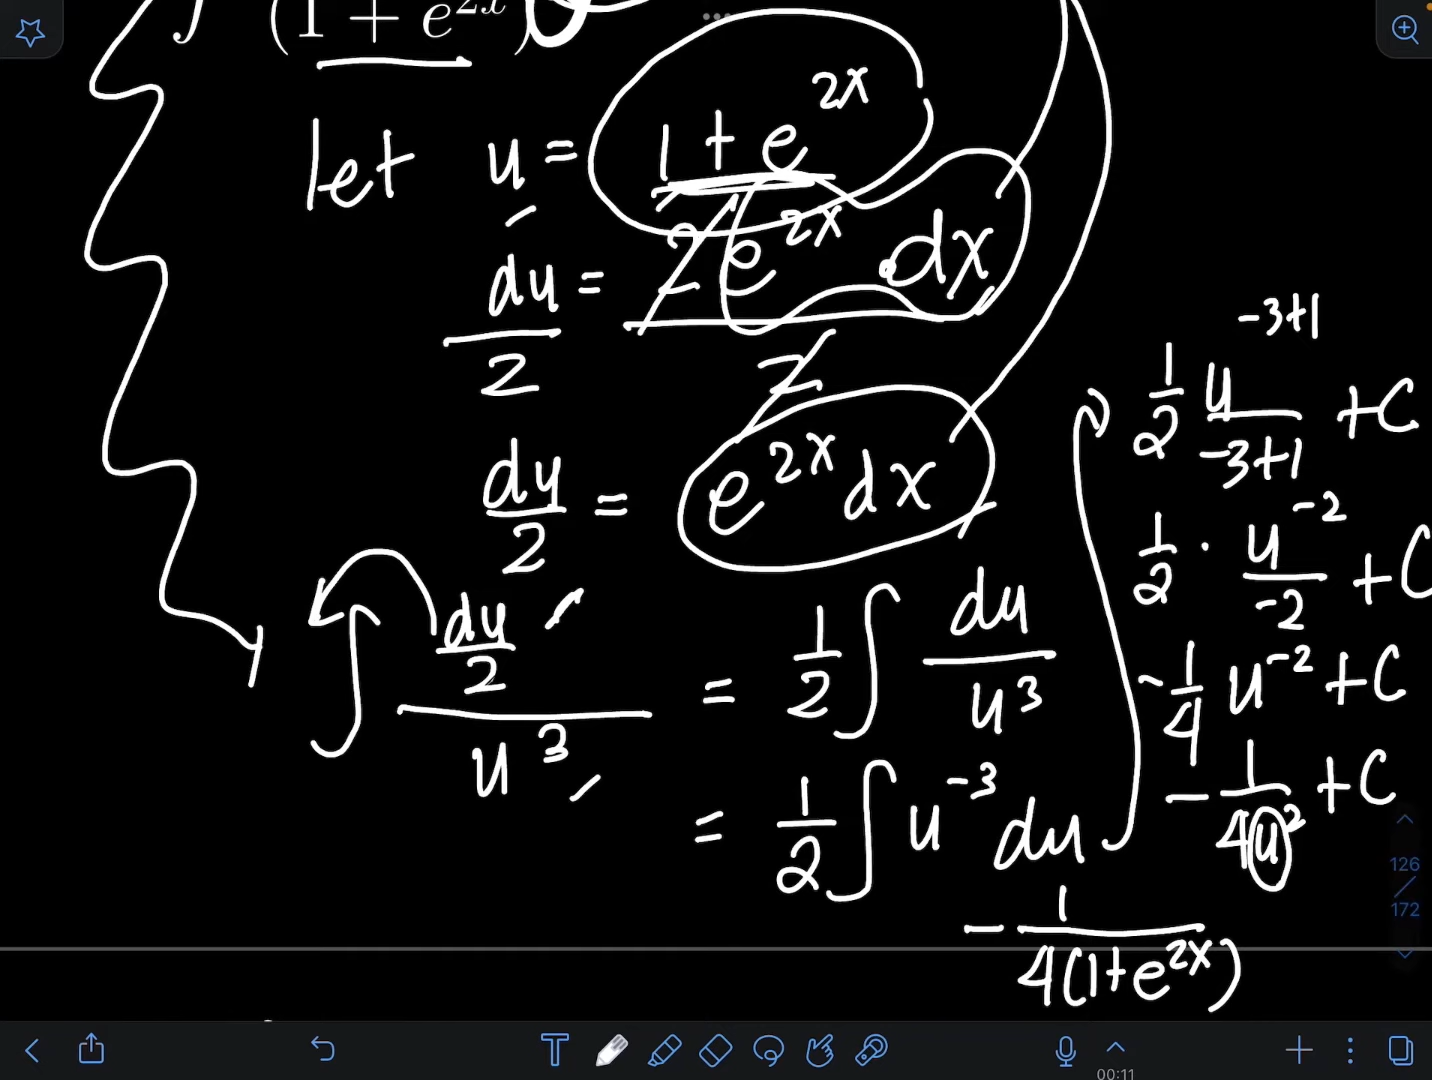 ∫ (1 + e^{2x})
let u = 1 + e^{2x}
du/2 = 2e^{2x} · dx/2
du/2 = e^{2x} dx
∫ (du/2)/u^3 = 1/2 ∫ du/u^3
= 1/2 ∫ u^{-3} du
1/2 u^{-3+1}/(-3+1) + C
1/2 · u^{-2}/-2 + C
-1/4 u^{-2} + C
- 1/(4u^2) + C
- 1/(4(1+e^{2x})
126
172
T
00:11